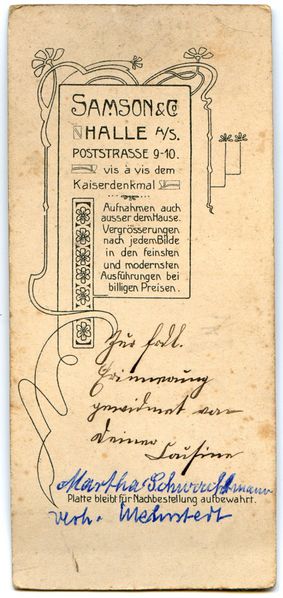 SAMSON & Co
HALLE A/S.
POSTSTRASSE 9-10.
vis à vis dem
Kaiserdenkmal
Aufnahmen auch
ausser dem Hause.
Vergrösserungen
nach jedem Bilde
in den feinsten
und modernsten
Ausführungen bei
billigen Preisen.
Zur frdl.
Erinnerung
gewidmet von
deiner Cousine
Martha
Platte bleibt für Nachbestellung aufbewahrt.
verh. Mehnstedt